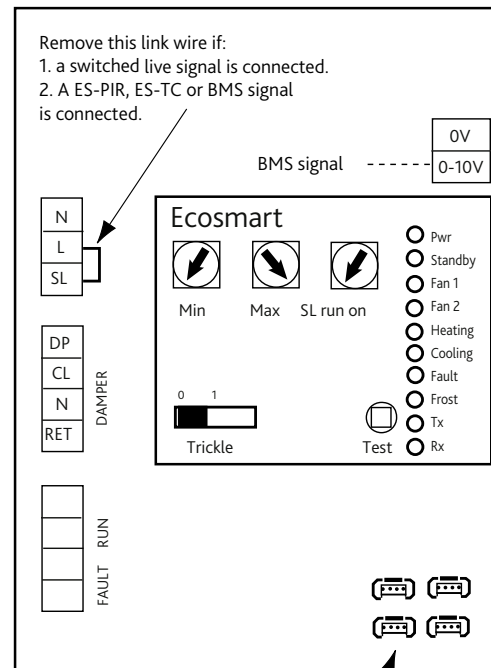 Remove this link wire if:
1. a switched live signal is connected.
2. A ES-PIR, ES-TC or BMS signal
is connected.
0V
BMS signal
0-10V
N
L
SL
Ecosmart
Min
Max
SL run on
Pwr
Standby
Fan 1
Fan 2
Heating
Cooling
Fault
Frost
Tx
Rx
0
1
Trickle
Test
DP
CL
N
RET
DAMPER
RUN
FAULT